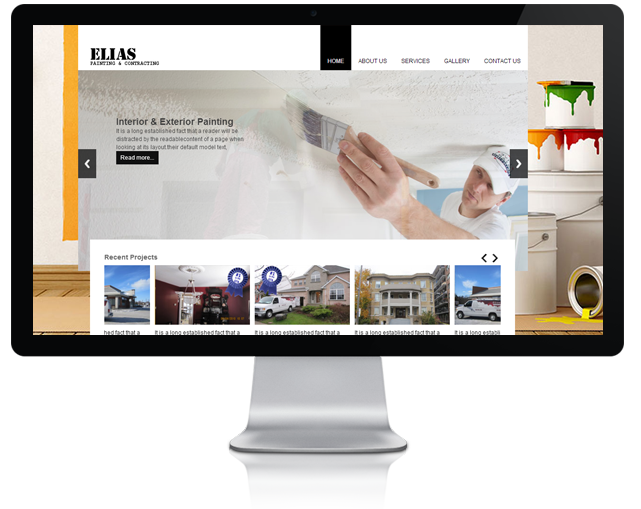 ELIAS
PAINTING & CONTRACTING
HOME
ABOUT US
SERVICES
GALLERY
CONTACT US
Interior & Exterior Painting
It is a long established fact that a reader will be
distracted by the readablecontent of a page when
looking at its layout.their default model text.
Read more...
Recent Projects
hed fact that a
It is a long established fact that a
It is a long established fact that a
It is a long established fact that a
It is a long establi